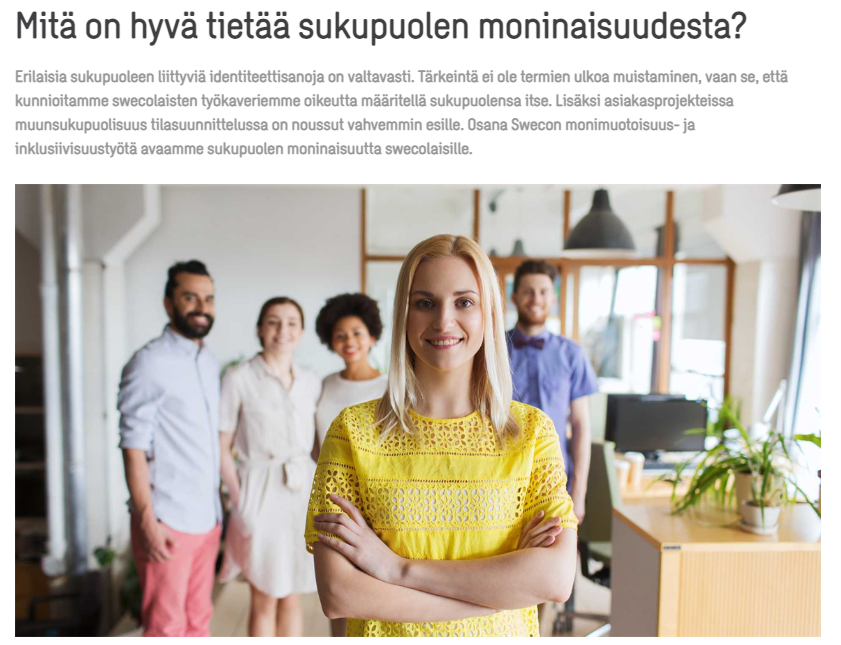 Mitä on hyvä tietää sukupuolen moninaisuudesta?
Erilaisia sukupuoleen liittyviä identiteettisanoja on valtavasti. Tärkeintä ei ole termien ulkoa muistaminen, vaan se, että
kunnioitamme swecolaisten työkaveriemme oikeutta määritellä sukupuolensa itse. Lisäksi asiakasprojekteissa
muunsukupuolisuus tilasuunnittelussa on noussut vahvemmin esille. Osana Swecon monimuotoisuus- ja
inklusiivisuustyötä avaamme sukupuolen moninaisuutta swecolaisille.